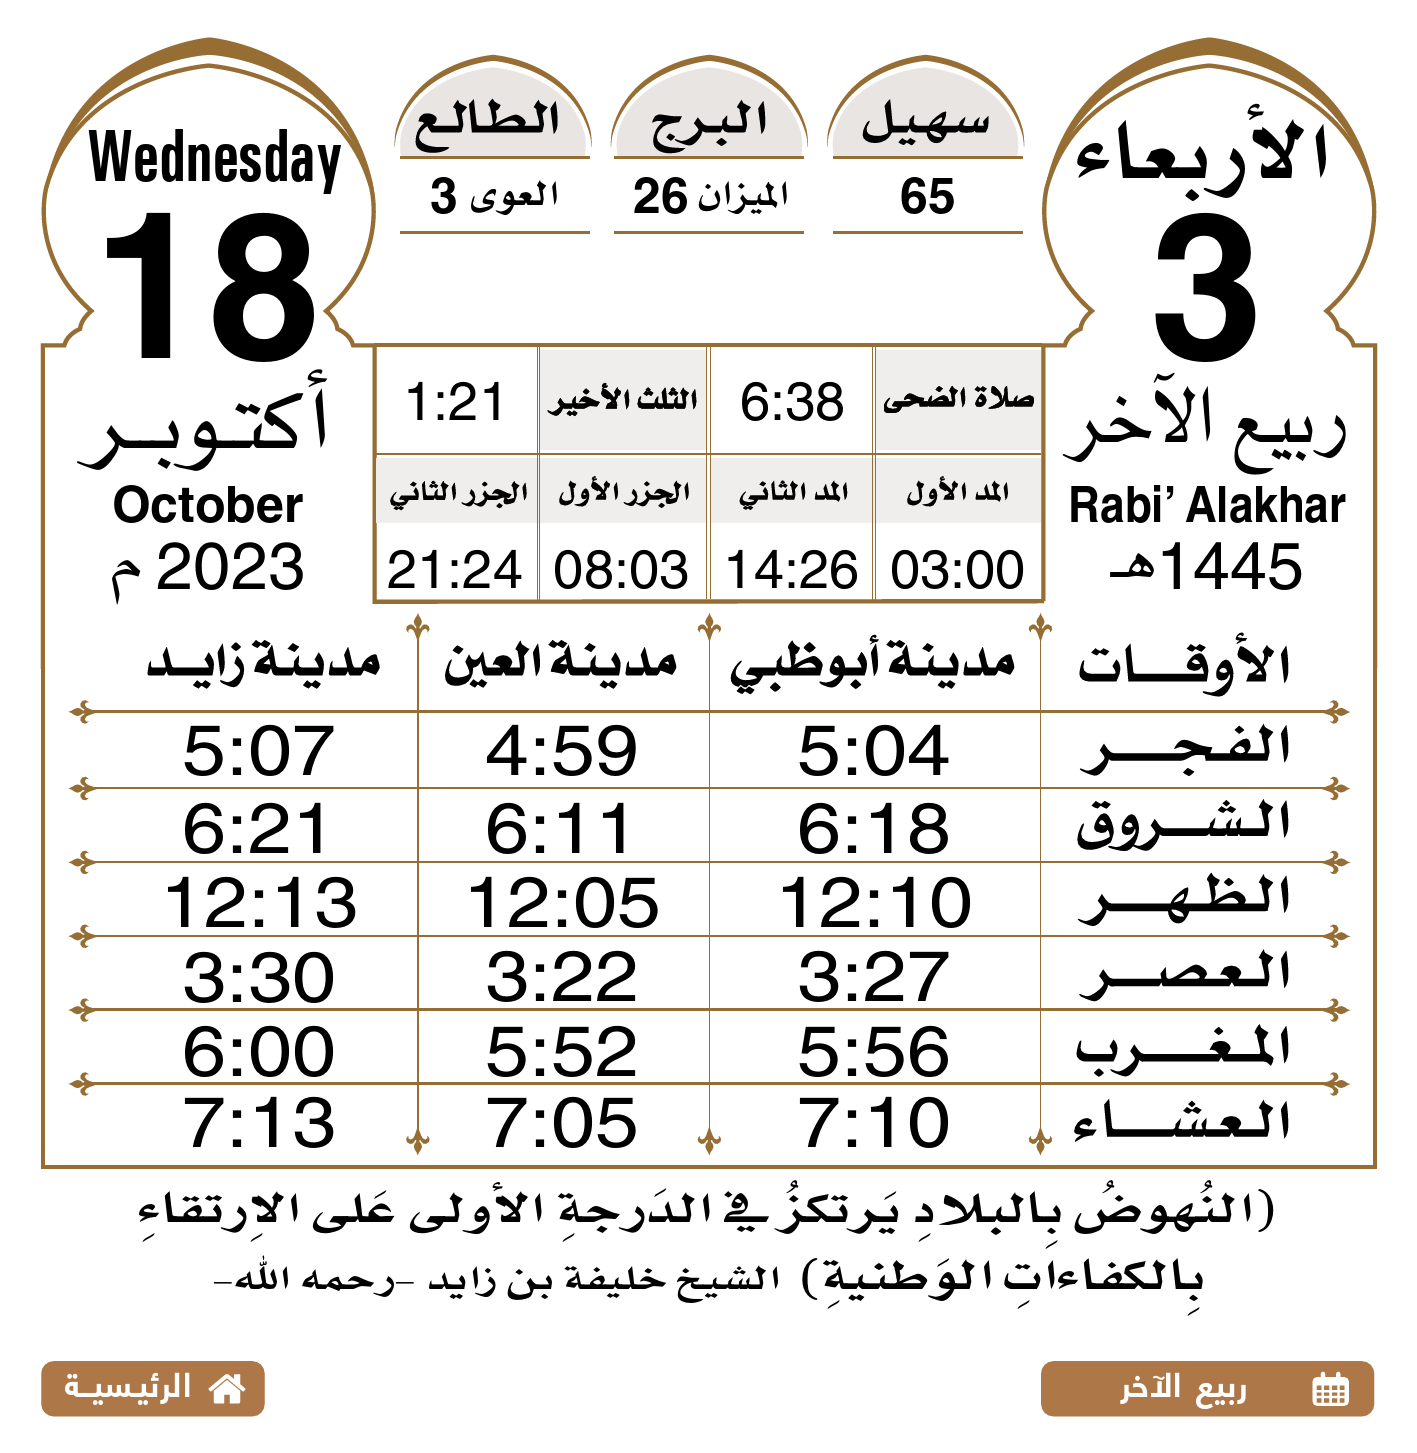 الأربعاء
3
ربيع الآخر
Rabi’ Alakhar
1445هـ
سهيل
65
البرج
الميزان 26
الطالع
العوى 3
Wednesday
18
أكتوبر
October
2023 م
صلاة الضحى 6:38 الثلث الأخير 1:21
المد الأول المد الثاني الجزر الأول الجزر الثاني
03:00 14:26 08:03 21:24
الأوقات مدينة أبوظبي مدينة العين مدينة زايد
الفجر 5:04 4:59 5:07
الشروق 6:18 6:11 6:21
الظهر 12:10 12:05 12:13
العصر 3:27 3:22 3:30
المغرب 5:56 5:52 6:00
العشاء 7:10 7:05 7:13
(النُهوضُ بِالبلادِ يَرتكزُ في الدَرجةِ الأولى عَلى الاِرتقاءِ
بِالكفاءاتِ الوَطنيةِ) الشيخ خليفة بن زايد –رحمه الله–
ربيع الآخر
الرئيسية